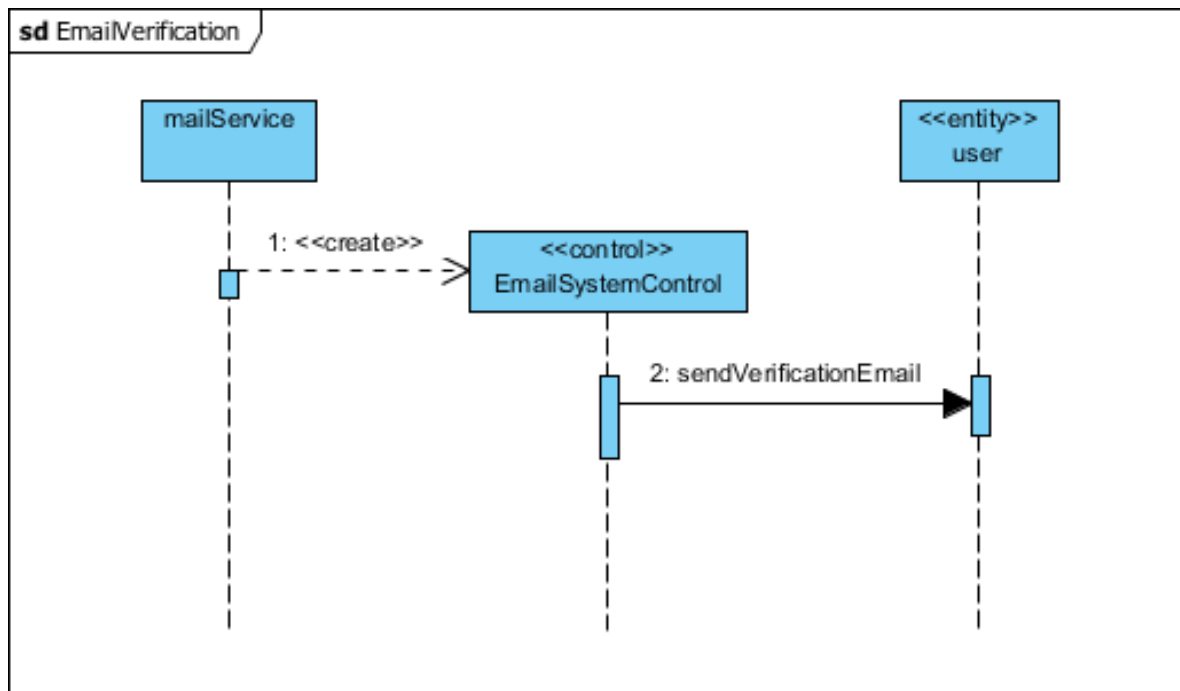 sd EmailVerification
mailService
<<entity>>
user
1: <<create>>
<<control>>
EmailSystemControl
2: sendVerificationEmail